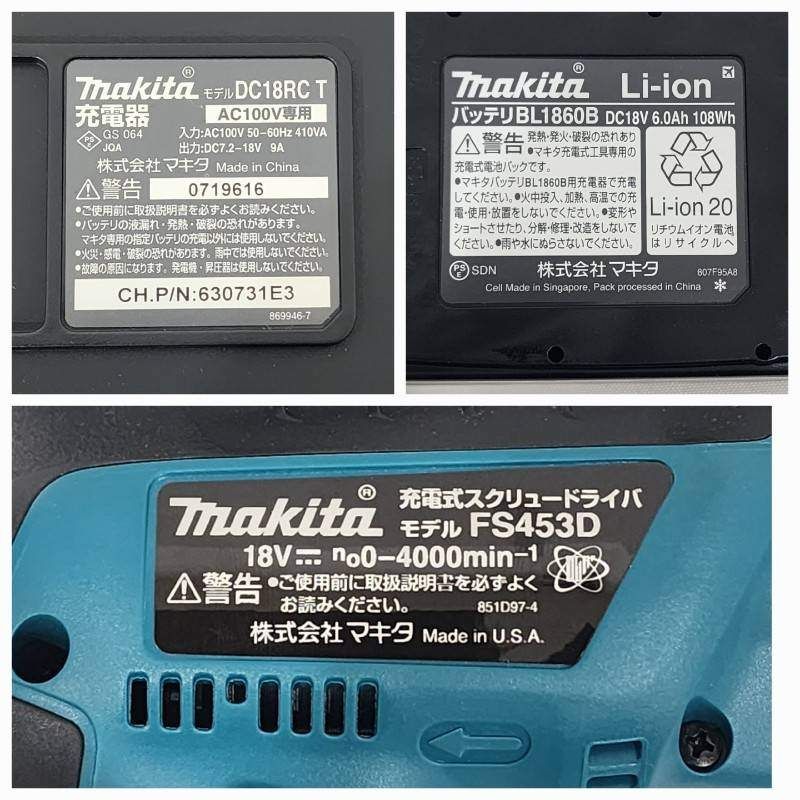 makita® モデル DC18RC T
充電器 AC100V専用
PS E GS 064 入力:AC100V 50-60Hz 410VA
JQA 出力:DC7.2-18V 9A
株式会社マキタ Made in China
警告 0719616
●ご使用前に取扱説明書を必ずよくお読みください。
●バッテリの液漏れ・発熱・破裂の恐れがあります。
マキタ専用の指定バッテリの充電以外には使用しないでください。
●火災・感電・破裂の恐れがあります。雨中では使用しないでください。
●故障の原因になります。発電機・昇圧器は使用しないでください。
CH.P/N:630731E3
869946-7
makita® Li-ion
バッテリBL1860B DC18V 6.0Ah 108Wh
警告 発熱・発火・破裂の恐れあり
●マキタ充電式工具専用の
充電式電池パックです。
●マキタバッテリBL1860B用充電器で充電
してください。●火中投入、加熱、高温での充
電・使用・放置をしないでください。●変形や
ショートさせたり、分解・修理・改造をしないで
ください。●雨や水にぬらさないでください。
Li-ion 20
リチウムイオン電池
はリサイクルへ
PS E SDN 株式会社マキタ 607F95A8
Cell Made in Singapore, Pack processed in China
makita® 充電式スクリュードライバ
モデル FS453D
18V n₀0-4000min⁻¹
警告 ●ご使用前に取扱説明書を必ずよく
お読みください。 851D97-4
株式会社マキタ Made in U.S.A.